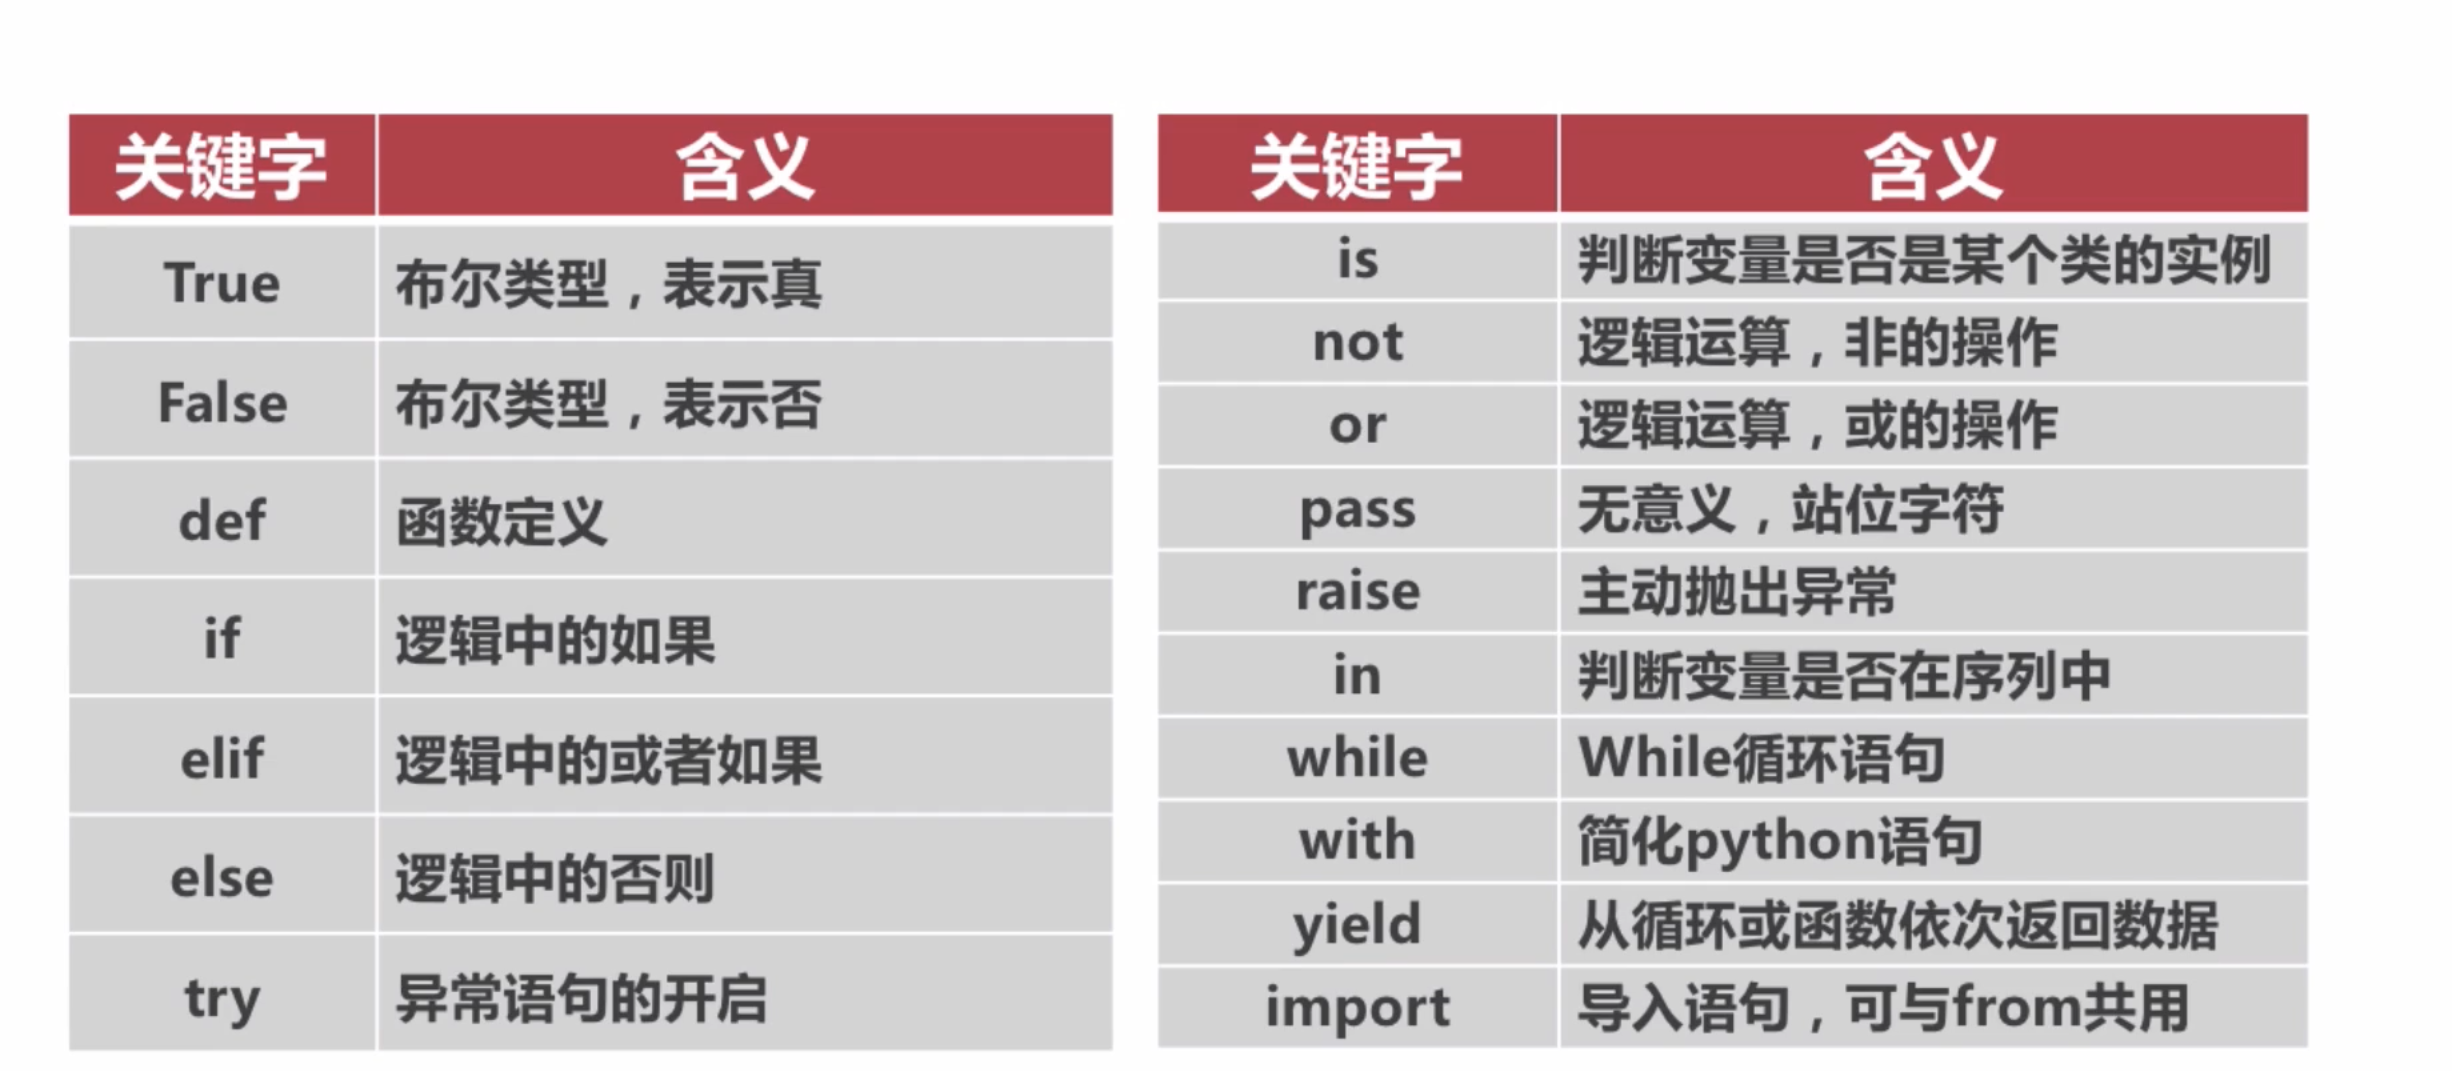 关键字 含义
True 布尔类型，表示真
False 布尔类型，表示否
def 函数定义
if 逻辑中的如果
elif 逻辑中的或者如果
else 逻辑中的否则
try 异常语句的开启
关键字 含义
is 判断变量是否是某个类的实例
not 逻辑运算，非的操作
or 逻辑运算，或的操作
pass 无意义，站位字符
raise 主动抛出异常
in 判断变量是否在序列中
while While循环语句
with 简化python语句
yield 从循环或函数依次返回数据
import 导入语句，可与from共用